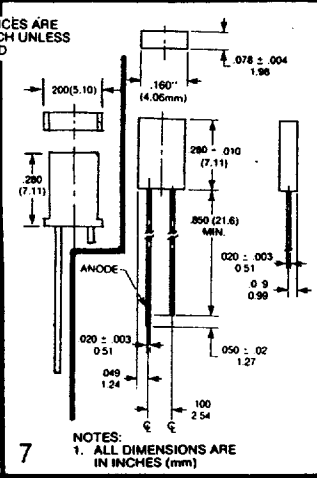 ICES ARE
CH UNLESS
D
.078 ± .004
1.98
200(5.10)
.160"
(4.06mm)
.280
(7.11)
280 - .010
(7.11)
.850 (21.6)
MIN.
ANODE
020 ± .003
0.51
020 ± .003
0.51
0.99
.050 ± .02
1.27
.049
1.24
100
2.54
7
NOTES:
1. ALL DIMENSIONS ARE
IN INCHES (mm)